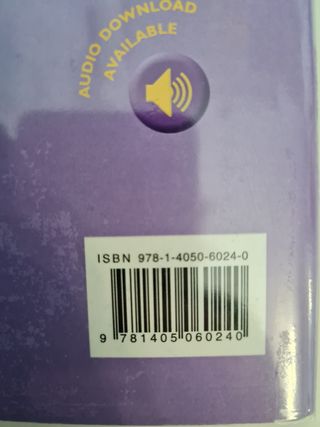 AUDIO DOWNLOAD
AVAILABLE
ISBN 978-1-4050-6024-0
9 781405 060240